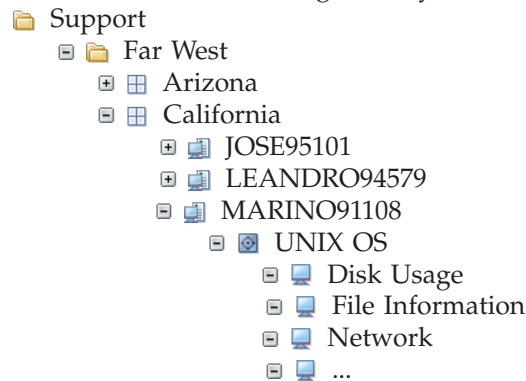 Support
Far West
Arizona
California
JOSE95101
LEANDRO94579
MARINO91108
UNIX OS
Disk Usage
File Information
Network
...